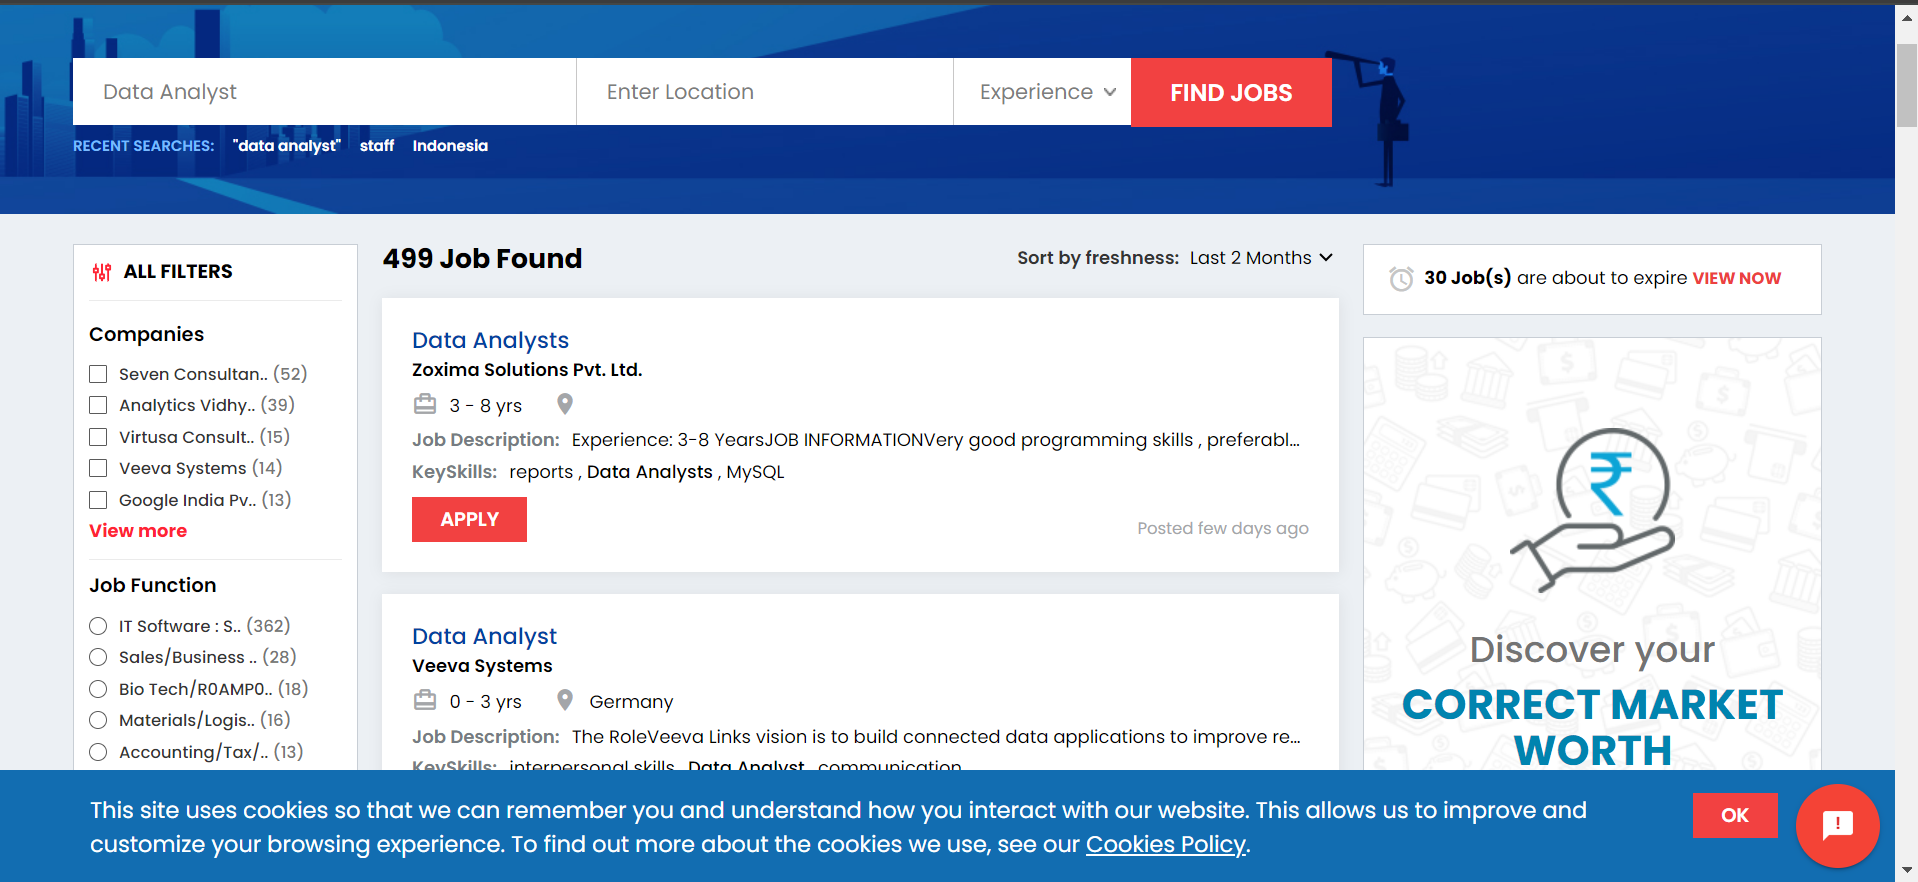 Data Analyst
Enter Location
Experience
FIND JOBS
RECENT SEARCHES: "data analyst" staff Indonesia
ALL FILTERS
Companies
Seven Consultan.. (52)
Analytics Vidhy.. (39)
Virtusa Consult.. (15)
Veeva Systems (14)
Google India Pv.. (13)
View more
Job Function
IT Software : S.. (362)
Sales/Business .. (28)
Bio Tech/R0AMP0.. (18)
Materials/Logis.. (16)
Accounting/Tax/.. (13)
499 Job Found
Sort by freshness: Last 2 Months
Data Analysts
Zoxima Solutions Pvt. Ltd.
3 - 8 yrs
Job Description: Experience: 3-8 YearsJOB INFORMATIONVery good programming skills , preferabl...
KeySkills: reports , Data Analysts , MySQL
APPLY
Posted few days ago
Data Analyst
Veeva Systems
0 - 3 yrs Germany
Job Description: The RoleVeeva Links vision is to build connected data applications to improve re...
KeySkills: interpersonal skills , Data Analyst , communication
30 Job(s) are about to expire VIEW NOW
₹
Discover your
CORRECT MARKET
WORTH
This site uses cookies so that we can remember you and understand how you interact with our website. This allows us to improve and
customize your browsing experience. To find out more about the cookies we use, see our Cookies Policy.
OK